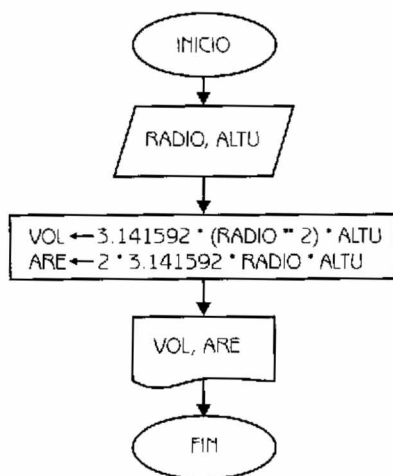 INICIO
RADIO, ALTU
VOL ← 3.141592 * (RADIO ** 2) * ALTU
ARE ← 2 * 3.141592 * RADIO * ALTU
VOL, ARE
FIN